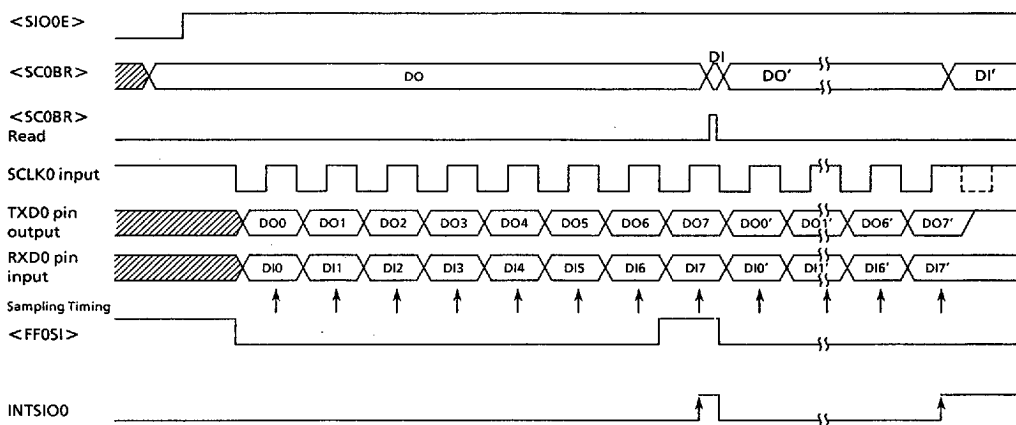 <SIO0E>
DI
<SC0BR> DO DO' DI'
<SC0BR>
Read
SCLK0 input
TXD0 pin
output
DO0 DO1 DO2 DO3 DO4 DO5 DO6 DO7 DO0' DO1' DO6' DO7'
RXD0 pin
input
DI0 DI1 DI2 DI3 DI4 DI5 DI6 DI7 DI0' DI1' DI6' DI7'
Sampling Timing
<FF0SI>
INTSIO0